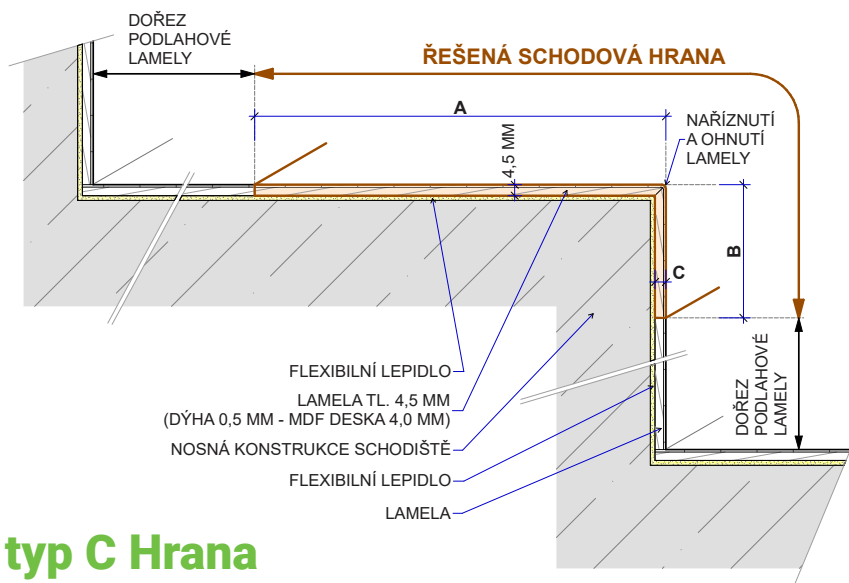 DOŘEZ
PODLAHOVÉ
LAMELY
ŘEŠENÁ SCHODOVÁ HRANA
A
NAŘÍZNUTÍ
A OHNUTÍ
LAMELY
4,5 MM
B
C
FLEXIBILNÍ LEPIDLO
LAMELA TL. 4,5 MM
(DÝHA 0,5 MM - MDF DESKA 4,0 MM)
NOSNÁ KONSTRUKCE SCHODIŠTĚ
FLEXIBILNÍ LEPIDLO
LAMELA
DOŘEZ
PODLAHOVÉ
LAMELY
typ C Hrana